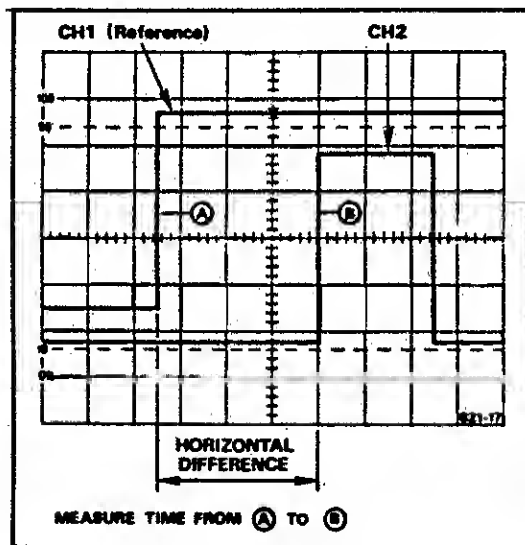 CH1 (Reference)
CH2
100
90
A
B
10
0%
HORIZONTAL
DIFFERENCE
MEASURE TIME FROM A TO B